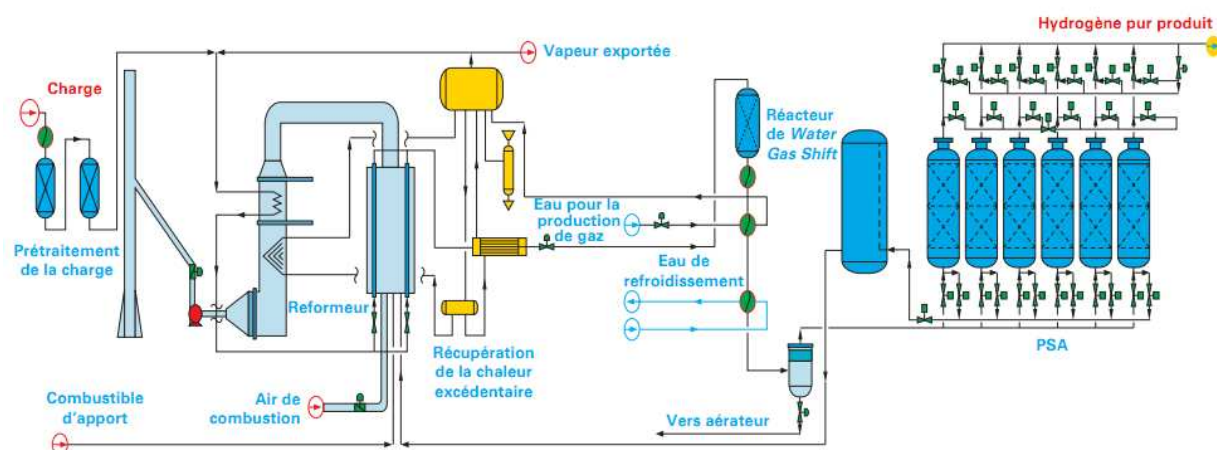 Hydrogène pur produit
Vapeur exportée
Charge
Réacteur
de Water
Gas Shift
Prétraitement
de la charge
Eau pour la
production
de gaz
Eau de
refroidissement
Reformeur
Récupération
de la chaleur
excédentaire
PSA
Combustible
d'apport
Air de
combustion
Vers aérateur